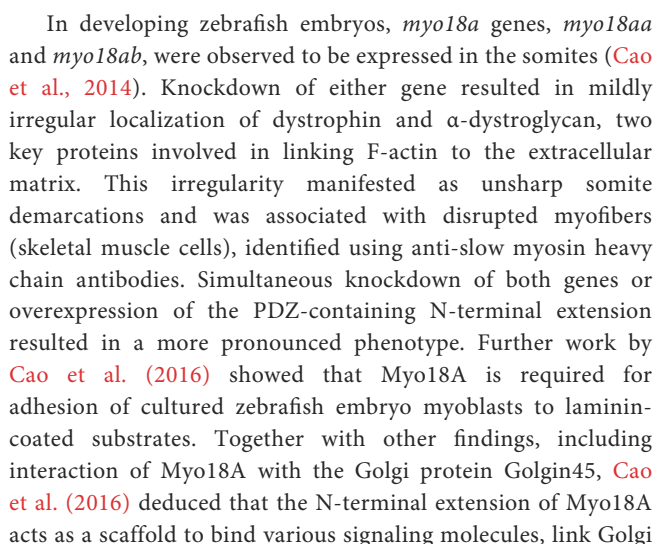 In developing zebrafish embryos, myo18a genes, myo18aa
and myo18ab, were observed to be expressed in the somites (Cao
et al., 2014). Knockdown of either gene resulted in mildly
irregular localization of dystrophin and α-dystroglycan, two
key proteins involved in linking F-actin to the extracellular
matrix. This irregularity manifested as unsharp somite
demarcations and was associated with disrupted myofibers
(skeletal muscle cells), identified using anti-slow myosin heavy
chain antibodies. Simultaneous knockdown of both genes or
overexpression of the PDZ-containing N-terminal extension
resulted in a more pronounced phenotype. Further work by
Cao et al. (2016) showed that Myo18A is required for
adhesion of cultured zebrafish embryo myoblasts to laminin-
coated substrates. Together with other findings, including
interaction of Myo18A with the Golgi protein Golgin45, Cao
et al. (2016) deduced that the N-terminal extension of Myo18A
acts as a scaffold to bind various signaling molecules, link Golgi